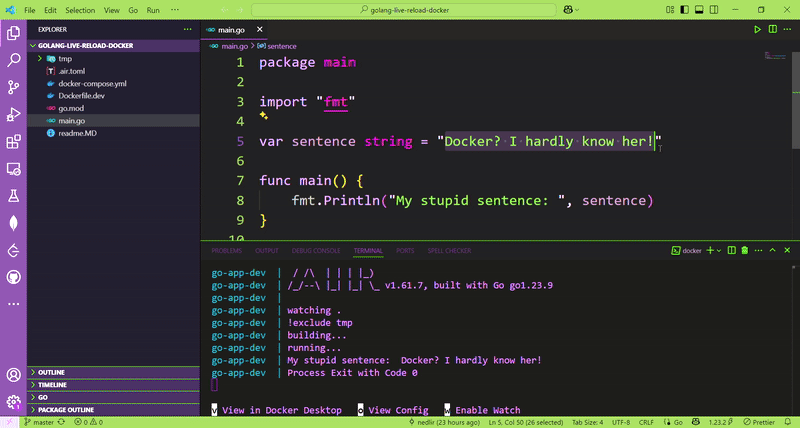 File Edit Selection View Go Run ···
golang-live-reload-docker
EXPLORER ···
GOLANG-LIVE-RELOAD-DOCKER
tmp
.air.toml
docker-compose.yml
Dockerfile.dev
go.mod
main.go
readme.MD
OUTLINE
TIMELINE
GO
PACKAGE OUTLINE
main.go
main.go > sentence
1 package main
2
3 import "fmt"
4
5 var sentence string = "Docker? I hardly know her!"
6
7 func main() {
8 fmt.Println("My stupid sentence: ", sentence)
9 }
10
PROBLEMS OUTPUT DEBUG CONSOLE TERMINAL PORTS SPELL CHECKER
docker
go-app-dev | / /\ | | | |_)
go-app-dev | /_/--\ |_| |_| \_ v1.61.7, built with Go go1.23.9
go-app-dev |
go-app-dev | watching .
go-app-dev | !exclude tmp
go-app-dev | building...
go-app-dev | running...
go-app-dev | My stupid sentence:  Docker? I hardly know her!
go-app-dev | Process Exit with Code 0
v View in Docker Desktop o View Config w Enable Watch
master 0 0 nedlir (23 hours ago) Ln 5, Col 50 (26 selected) Tab Size: 4 UTF-8 CRLF Go 1.23.2 Prettier